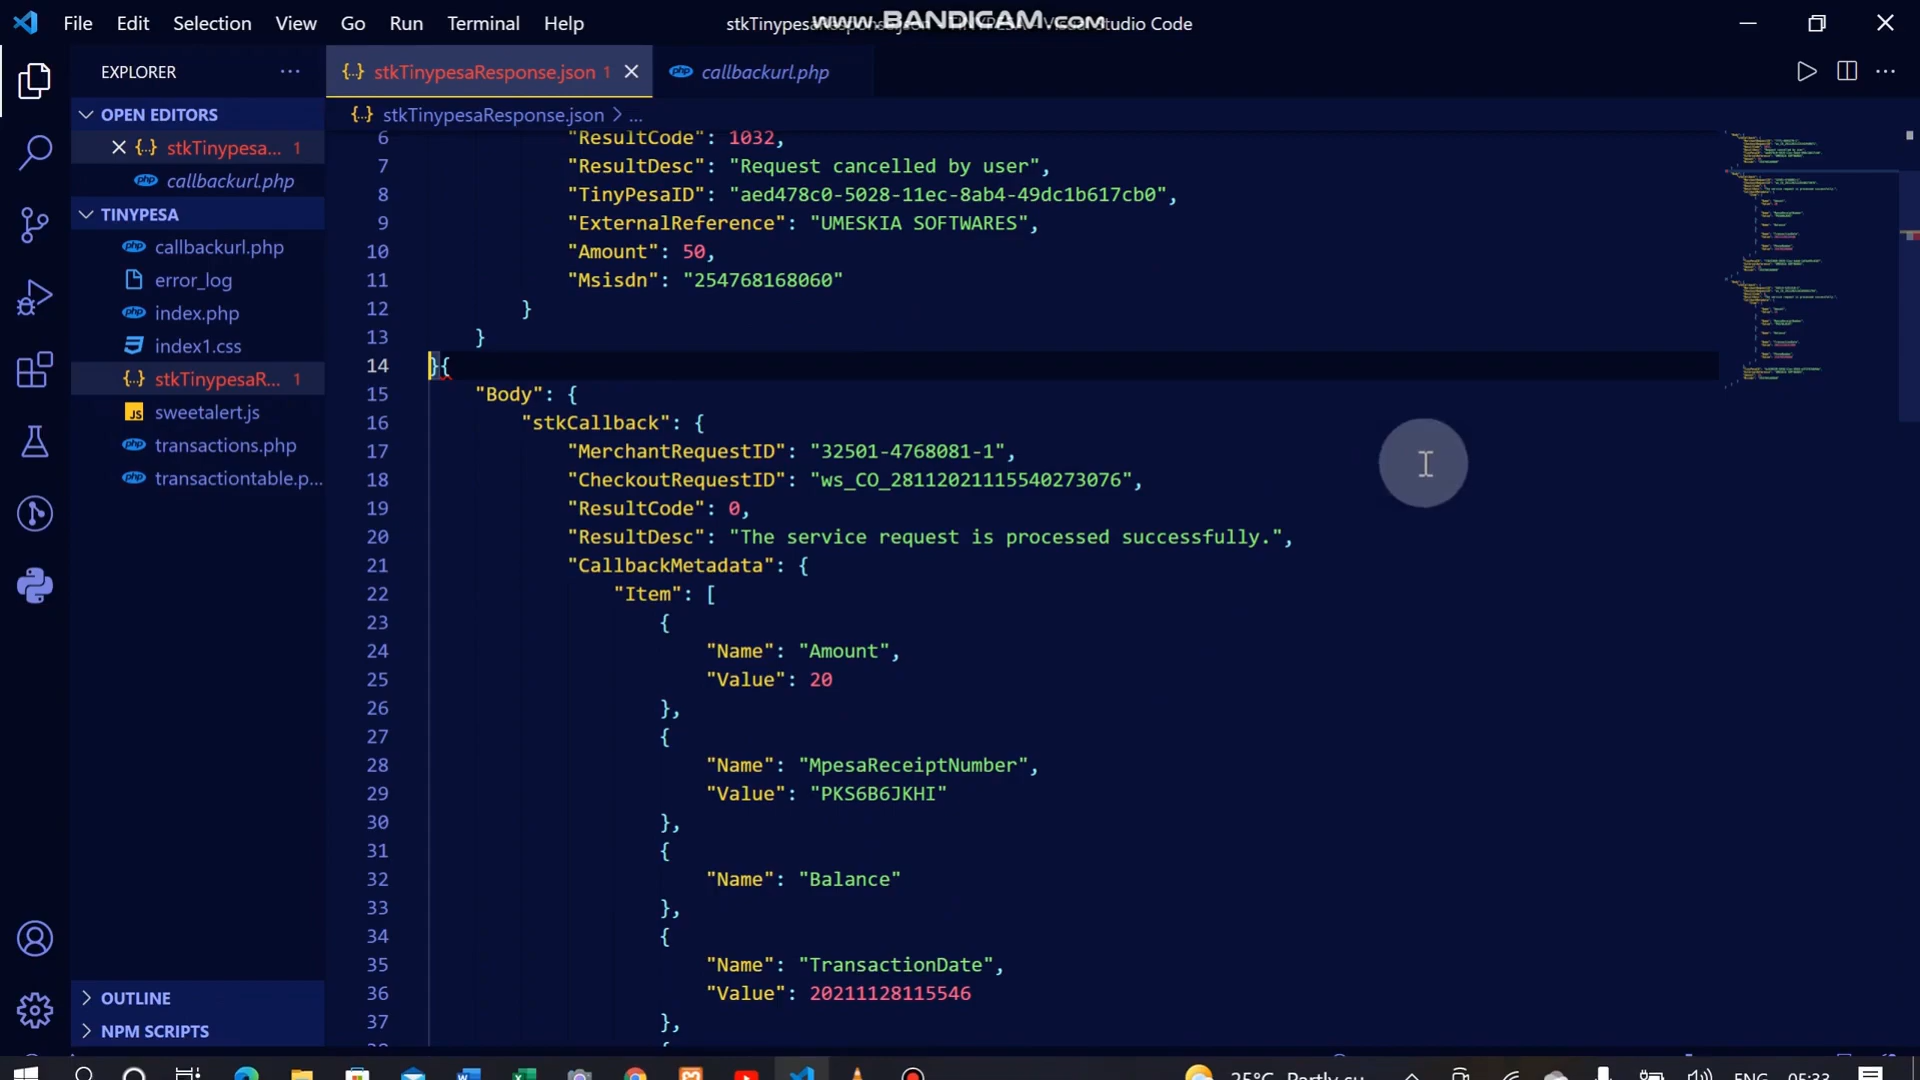 File Edit Selection View Go Run Terminal Help
www.BANDICAM.com
EXPLORER
OPEN EDITORS
stkTinypesa... 1
callbackurl.php
TINYPESA
callbackurl.php
error_log
index.php
index1.css
stkTinypesaR... 1
sweetalert.js
transactions.php
transactiontable.p...
OUTLINE
NPM SCRIPTS
stkTinypesaResponse.json 1
callbackurl.php
stkTinypesaResponse.json > ...
6 "ResultCode": 1032,
7 "ResultDesc": "Request cancelled by user",
8 "TinyPesaID": "aed478c0-5028-11ec-8ab4-49dc1b617cb0",
9 "ExternalReference": "UMESKIA SOFTWARES",
10 "Amount": 50,
11 "Msisdn": "254768168060"
12 }
13 }
14 }{
15 "Body": {
16 "stkCallback": {
17 "MerchantRequestID": "32501-4768081-1",
18 "CheckoutRequestID": "ws_CO_28112021115540273076",
19 "ResultCode": 0,
20 "ResultDesc": "The service request is processed successfully.",
21 "CallbackMetadata": {
22 "Item": [
23 {
24 "Name": "Amount",
25 "Value": 20
26 },
27 {
28 "Name": "MpesaReceiptNumber",
29 "Value": "PKS6B6JKHI"
30 },
31 {
32 "Name": "Balance"
33 },
34 {
35 "Name": "TransactionDate",
36 "Value": 20211128115546
37 },
25°C Partly su...
ENG 05:33